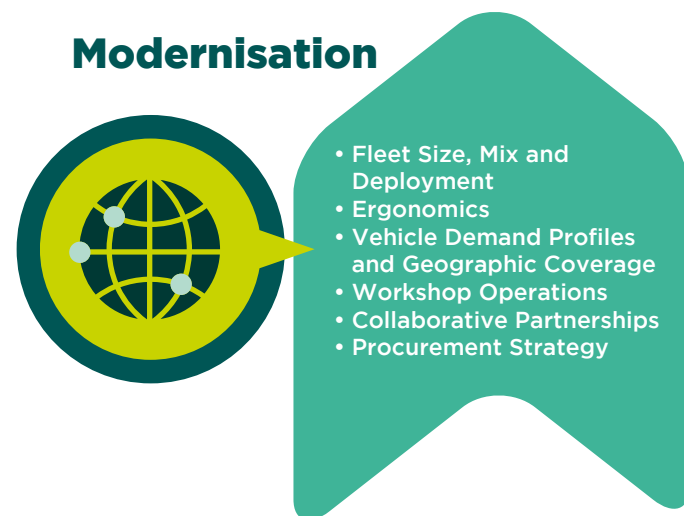 Modernisation
• Fleet Size, Mix and
Deployment
• Ergonomics
• Vehicle Demand Profiles
and Geographic Coverage
• Workshop Operations
• Collaborative Partnerships
• Procurement Strategy